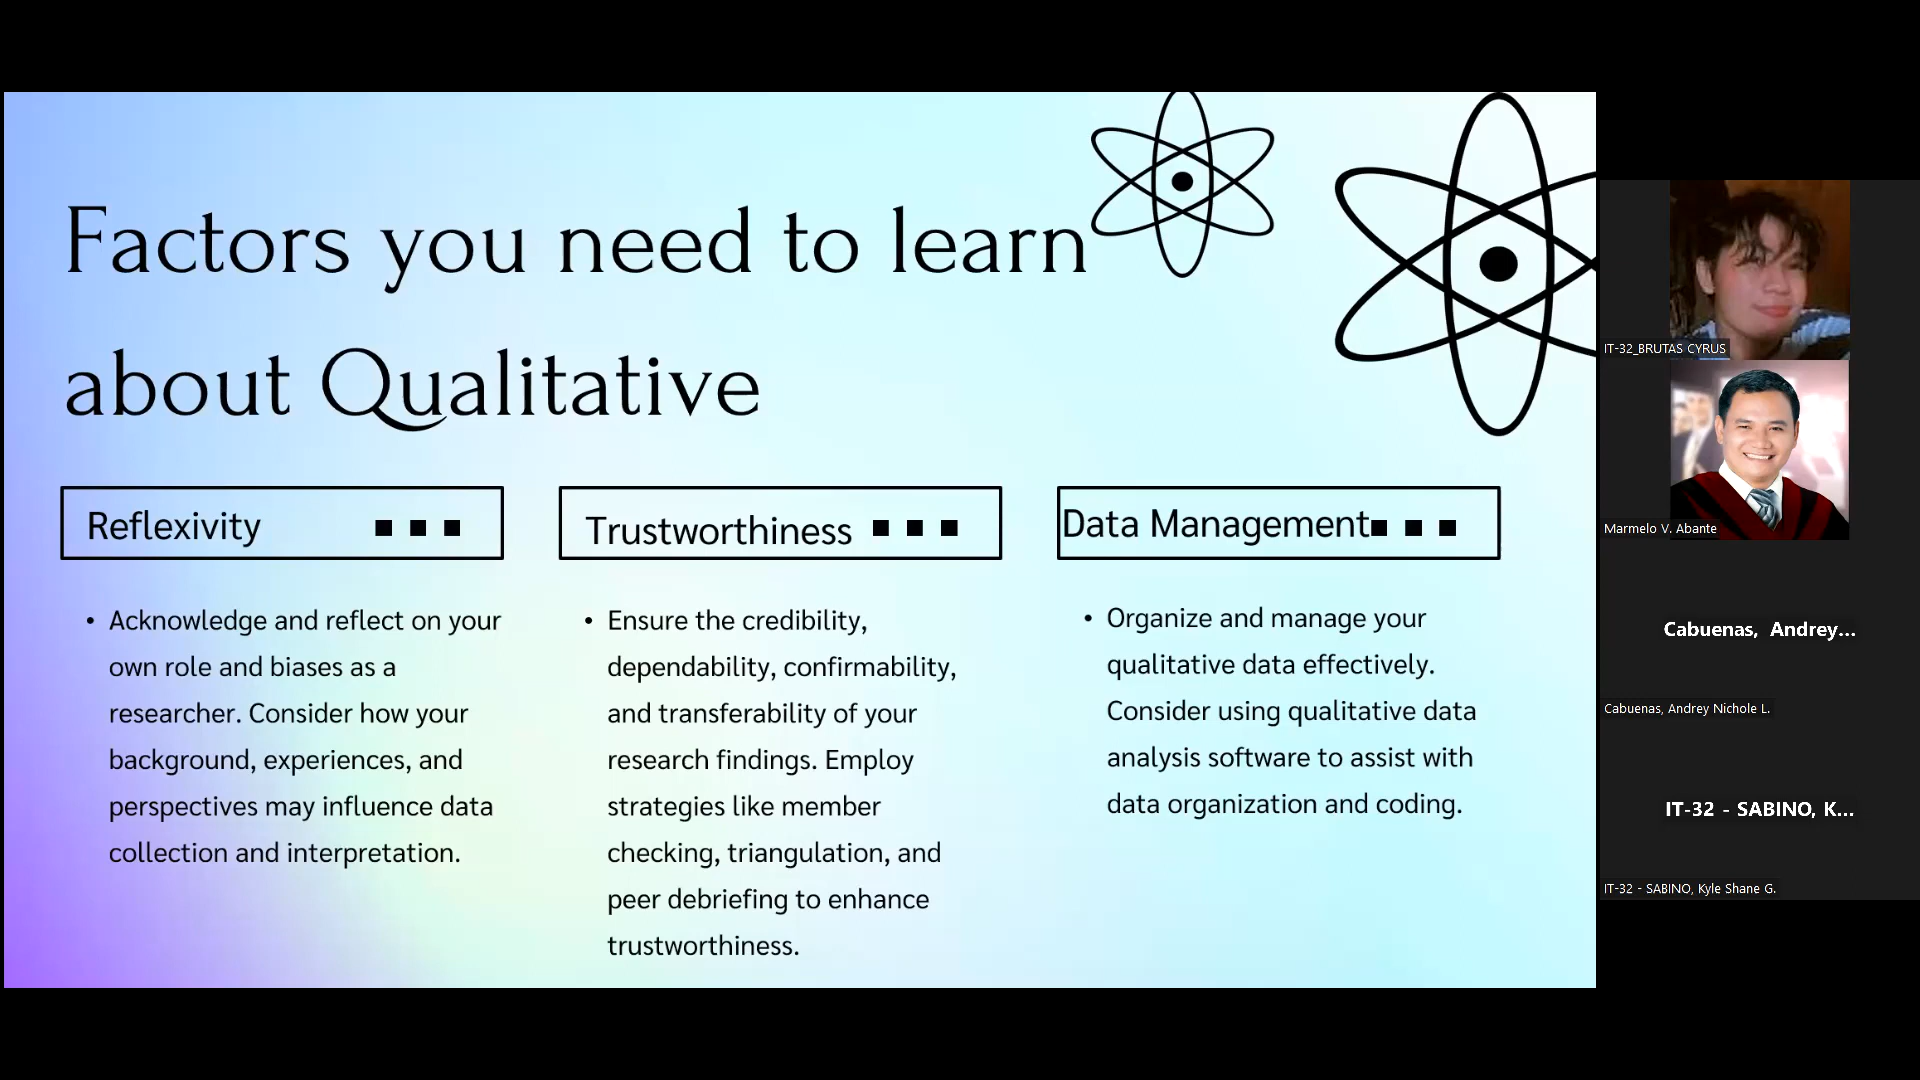 Factors you need to learn
about Qualitative
Reflexivity
Acknowledge and reflect on your
own role and biases as a
researcher. Consider how your
background, experiences, and
perspectives may influence data
collection and interpretation.
Trustworthiness
Ensure the credibility,
dependability, confirmability,
and transferability of your
research findings. Employ
strategies like member
checking, triangulation, and
peer debriefing to enhance
trustworthiness.
Data Management
Organize and manage your
qualitative data effectively.
Consider using qualitative data
analysis software to assist with
data organization and coding.
IT-32_BRUTAS CYRUS
Marmelo V. Abante
Cabuenas, Andrey...
Cabuenas, Andrey Nichole L.
IT-32 - SABINO, K...
IT-32 - SABINO, Kyle Shane G.